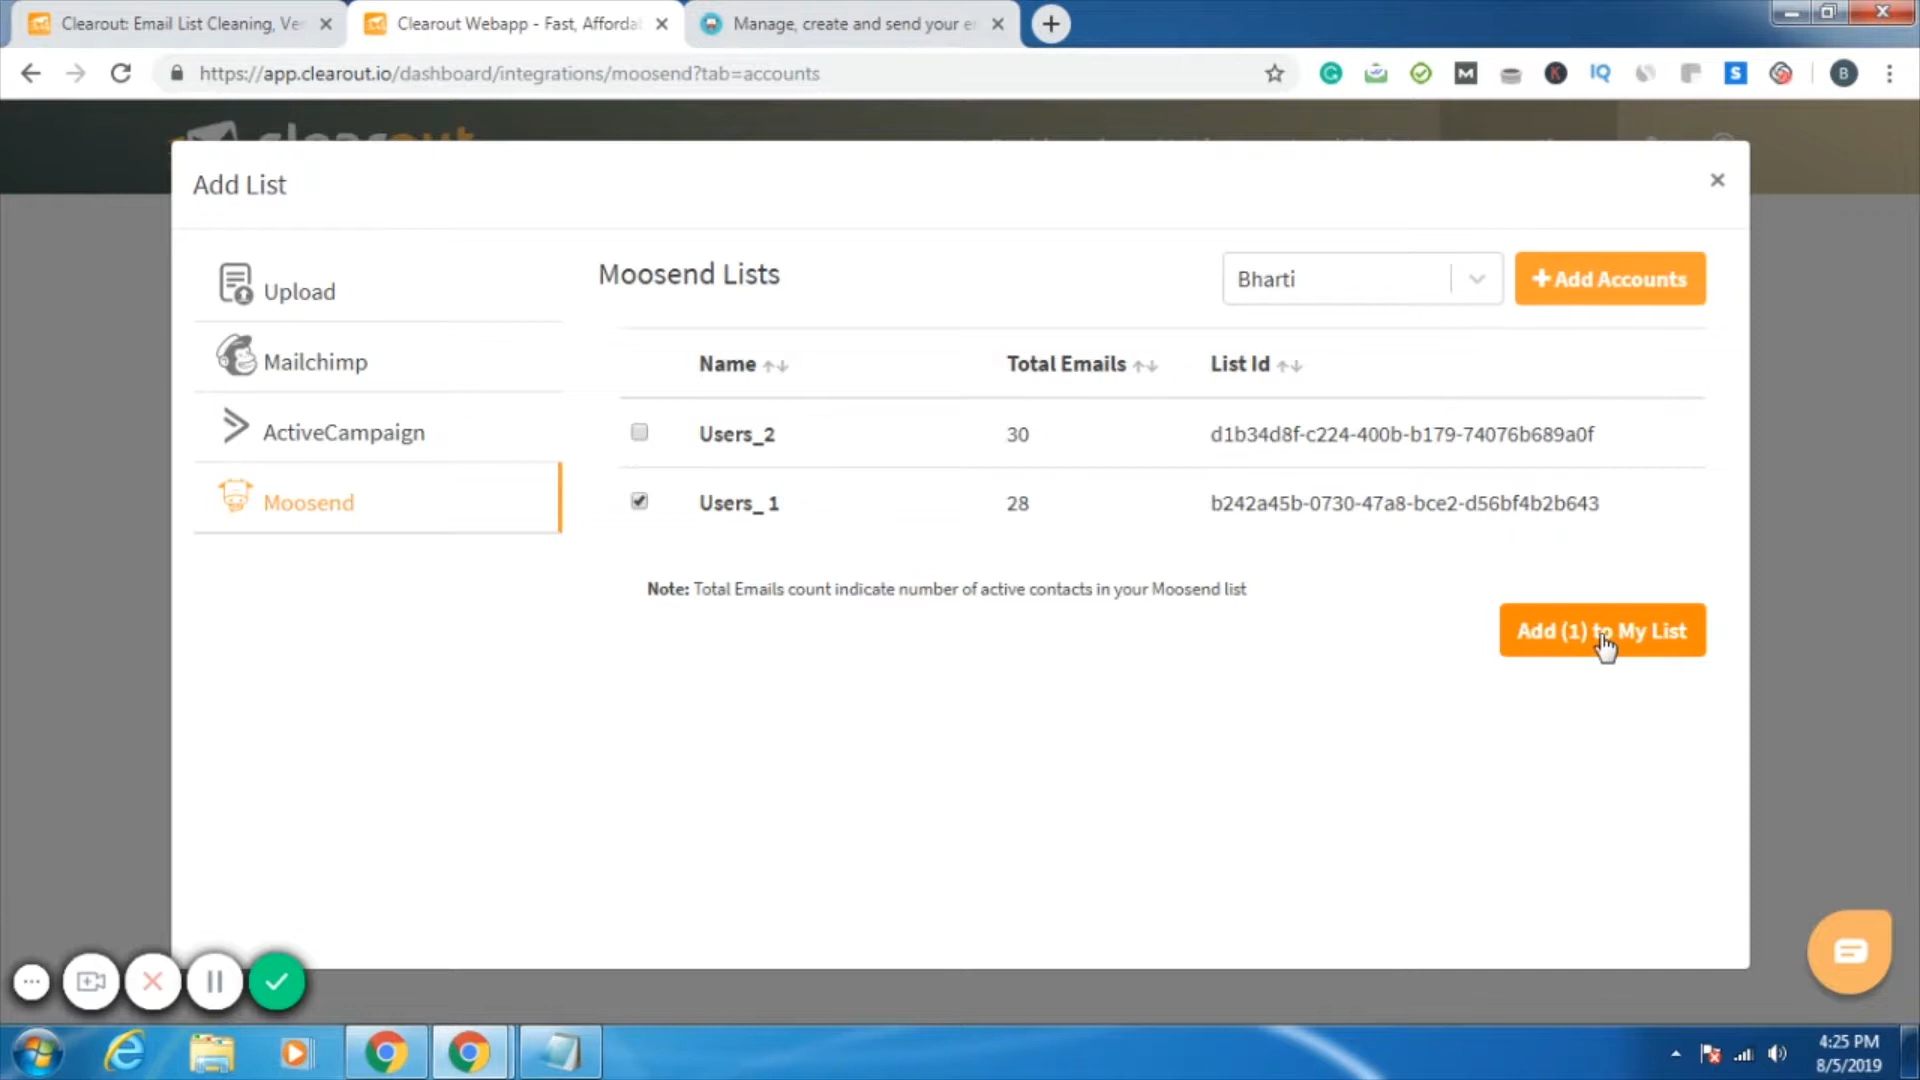 Clearout: Email List Cleaning, Ve
Clearout Webapp - Fast, Afforda
Manage, create and send your e
https://app.clearout.io/dashboard/integrations/moosend?tab=accounts
IQ
S
B
Add List
×
Upload
Mailchimp
ActiveCampaign
Moosend
Moosend Lists
Bharti
+ Add Accounts
Name
Total Emails
List Id
Users_2
30
d1b34d8f-c224-400b-b179-74076b689a0f
Users_ 1
28
b242a45b-0730-47a8-bce2-d56bf4b2b643
Note: Total Emails count indicate number of active contacts in your Moosend list
Add (1) to My List
4:25 PM
8/5/2019